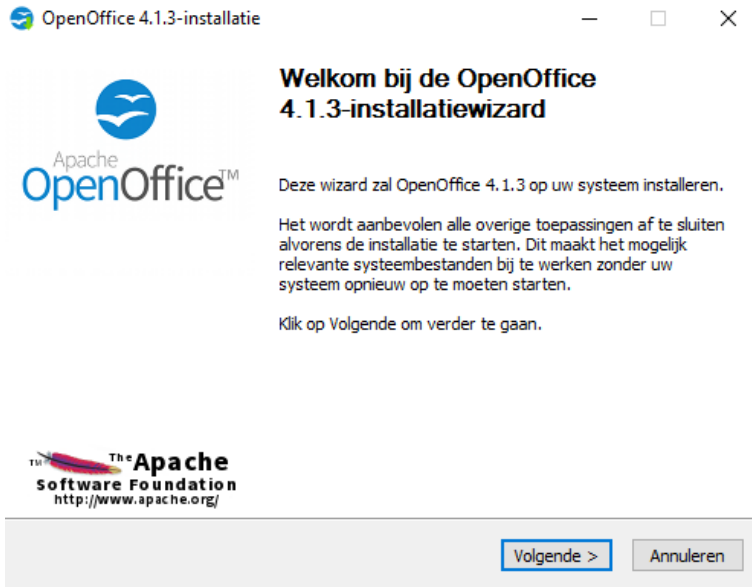 OpenOffice 4.1.3-installatie
Welkom bij de OpenOffice
4.1.3-installatiewizard
Apache
OpenOffice™
Deze wizard zal OpenOffice 4.1.3 op uw systeem installeren.
Het wordt aanbevolen alle overige toepassingen af te sluiten
alvorens de installatie te starten. Dit maakt het mogelijk
relevante systeembestanden bij te werken zonder uw
systeem opnieuw op te moeten starten.
Klik op Volgende om verder te gaan.
TM The Apache
Software Foundation
http://www.apache.org/
Volgende > Annuleren